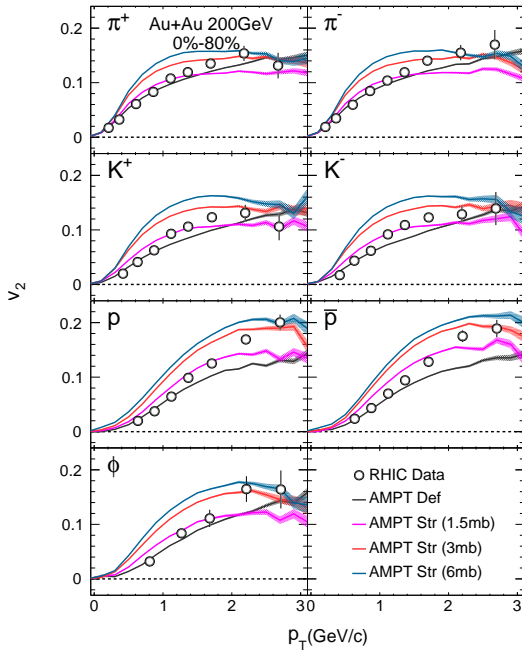 π+ Au+Au 200GeV
0%-80%
π-
0.2
0.1
0
K+
K-
0.2
0.1
0
v2
p
p̅
0.2
0.1
0
ϕ
0.2
0.1
0
RHIC Data
AMPT Def
AMPT Str (1.5mb)
AMPT Str (3mb)
AMPT Str (6mb)
0 1 2 3 0 1 2 3
pT(GeV/c)